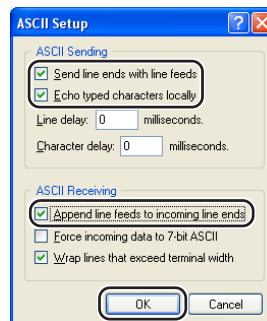 ASCII Setup
ASCII Sending
Send line ends with line feeds
Echo typed characters locally
Line delay: 0 milliseconds.
Character delay: 0 milliseconds.
ASCII Receiving
Append line feeds to incoming line ends
Force incoming data to 7-bit ASCII
Wrap lines that exceed terminal width
OK Cancel